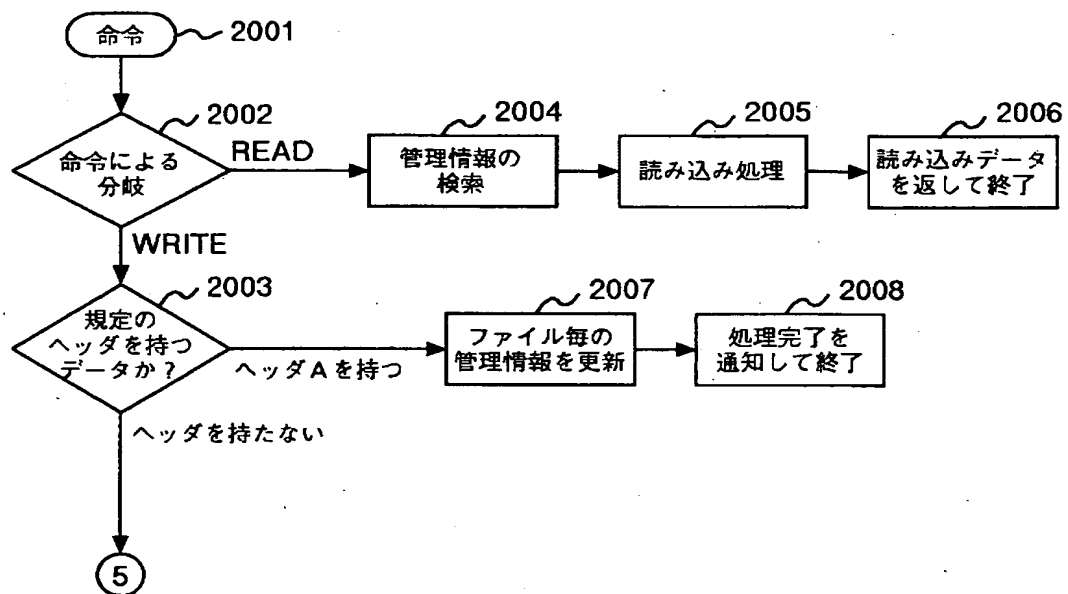 命令
2001
2002
命令による
分岐
READ
2004
管理情報の
検索
2005
読み込み処理
2006
読み込みデータ
を返して終了
WRITE
2003
規定の
ヘッダを持つ
データか?
ヘッダAを持つ
2007
ファイル毎の
管理情報を更新
2008
処理完了を
通知して終了
ヘッダを持たない
5